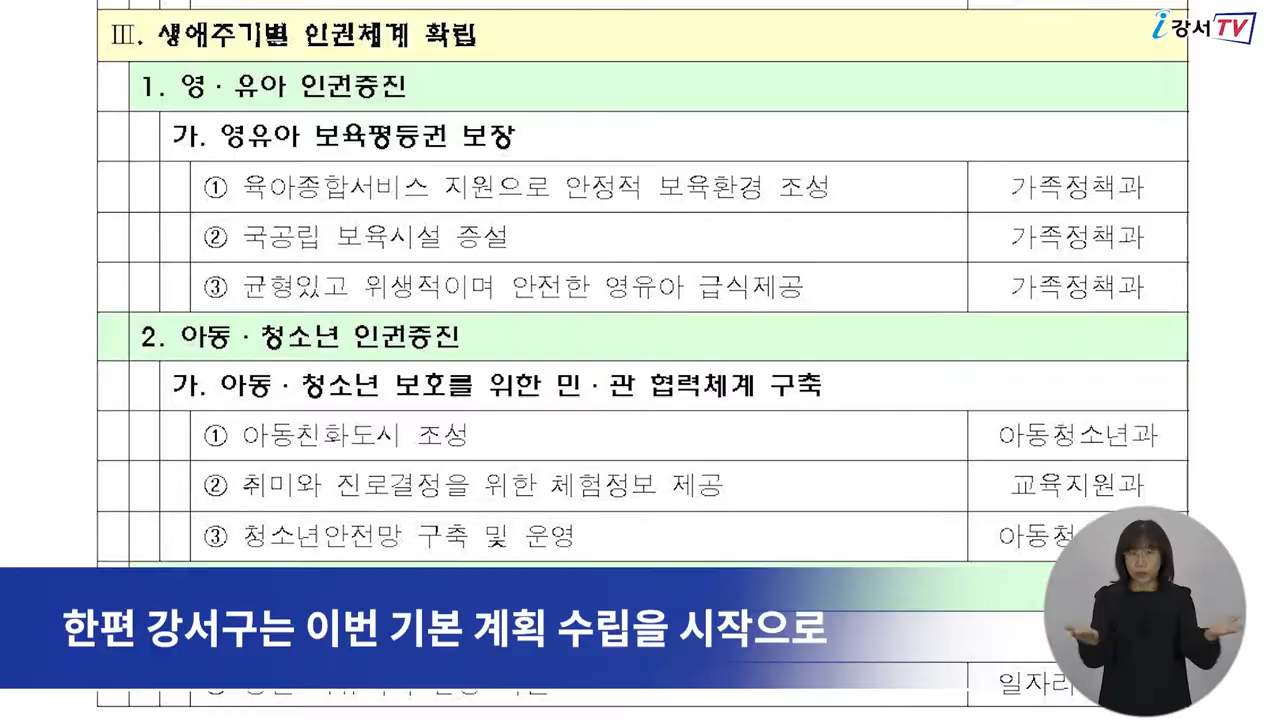 i강서TV
Ⅲ. 생애주기별 인권체계 확립
1. 영·유아 인권증진
가. 영유아 보육평등권 보장
① 육아종합서비스 지원으로 안정적 보육환경 조성 가족정책과
② 국공립 보육시설 증설 가족정책과
③ 균형있고 위생적이며 안전한 영유아 급식제공 가족정책과
2. 아동·청소년 인권증진
가. 아동·청소년 보호를 위한 민·관 협력체계 구축
① 아동친화도시 조성 아동청소년과
② 취미와 진로결정을 위한 체험정보 제공 교육지원과
③ 청소년안전망 구축 및 운영 아동청
한편 강서구는 이번 기본 계획 수립을 시작으로
일자리